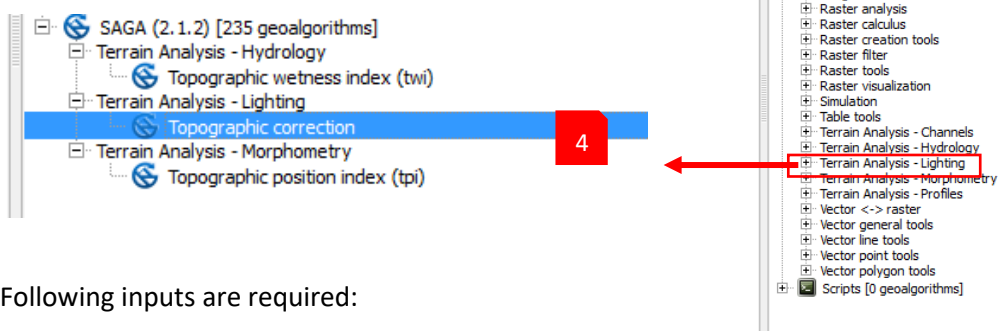 SAGA (2.1.2) [235 geoalgorithms]
Terrain Analysis - Hydrology
Topographic wetness index (twi)
Terrain Analysis - Lighting
Topographic correction
Terrain Analysis - Morphometry
Topographic position index (tpi)
4
Raster analysis
Raster calculus
Raster creation tools
Raster filter
Raster tools
Raster visualization
Simulation
Table tools
Terrain Analysis - Channels
Terrain Analysis - Hydrology
Terrain Analysis - Lighting
Terrain Analysis - Morphometry
Terrain Analysis - Profiles
Vector <-> raster
Vector general tools
Vector line tools
Vector point tools
Vector polygon tools
Scripts [0 geoalgorithms]
Following inputs are required: